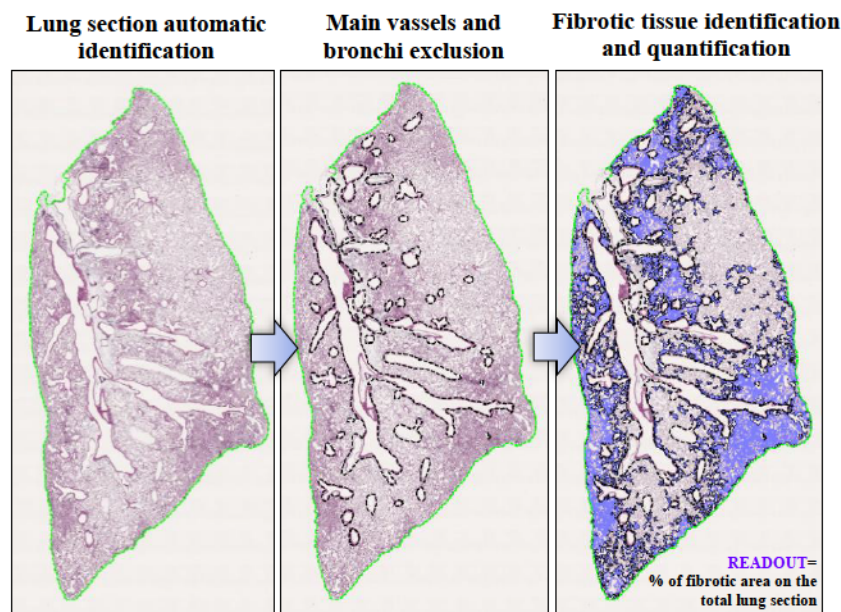 Lung section automatic
identification
Main vassels and
bronchi exclusion
Fibrotic tissue identification
and quantification
READOUT=
% of fibrotic area on the
total lung section